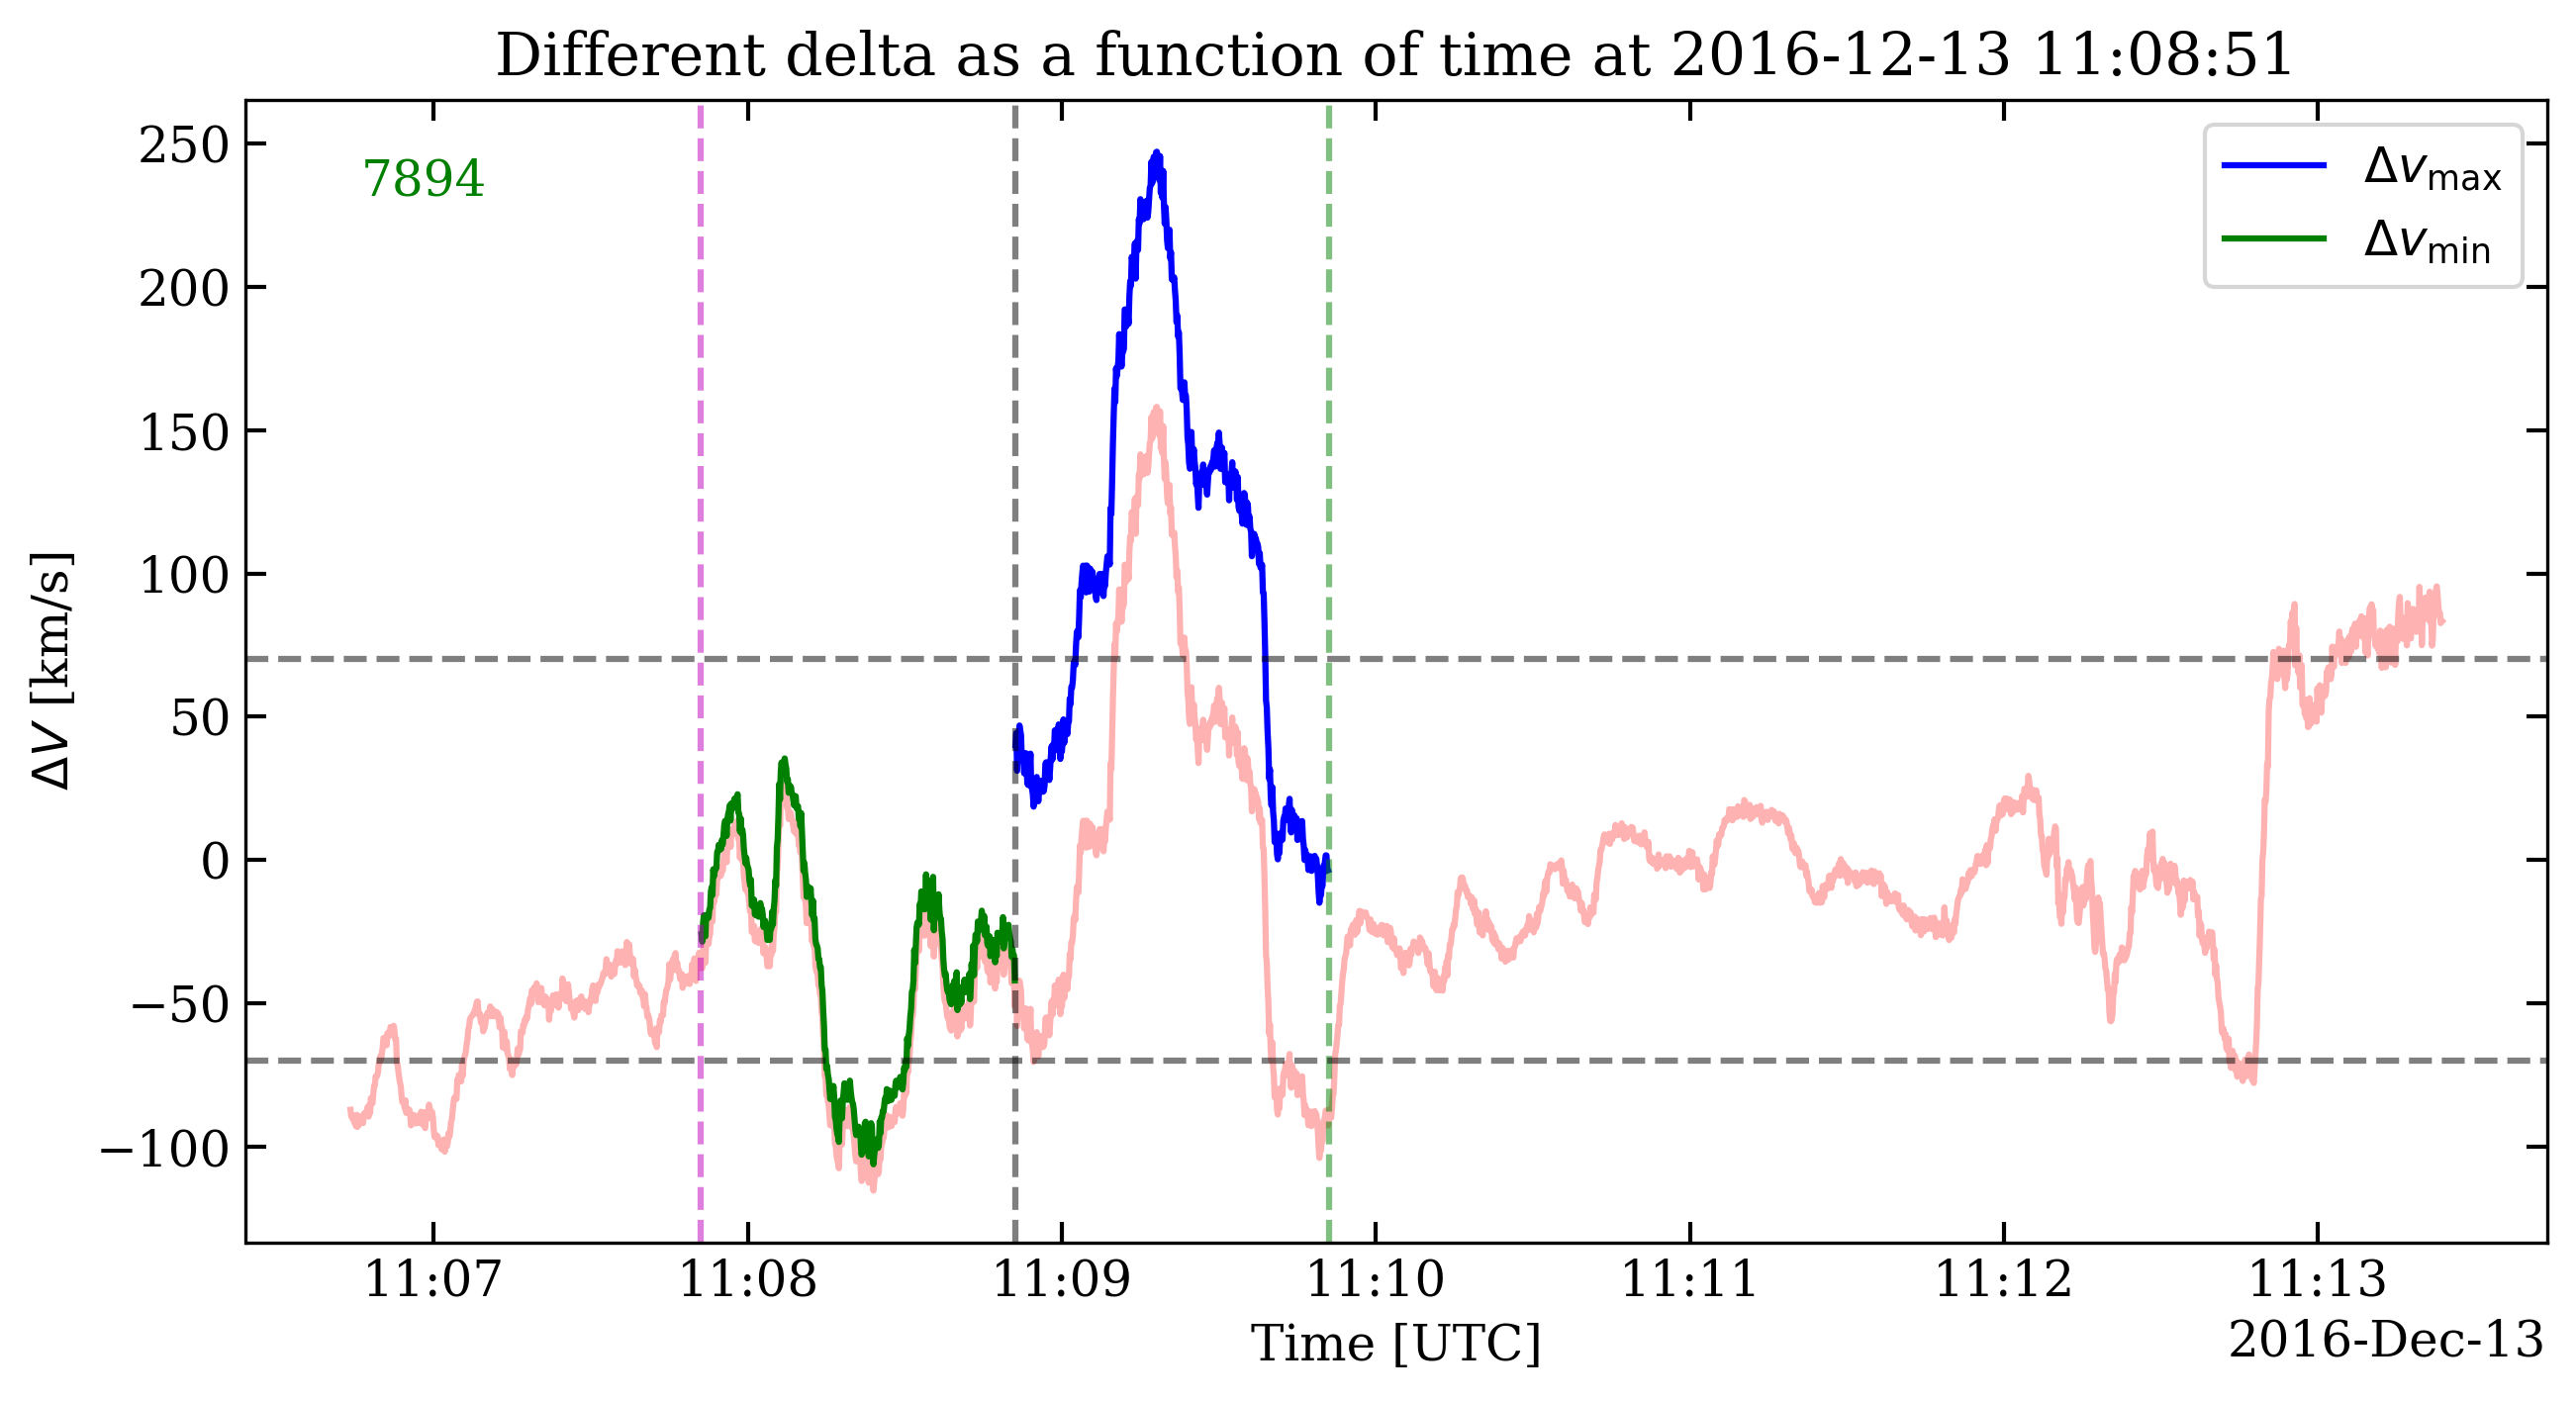 Different delta as a function of time at 2016-12-13 11:08:51
7894
Δv_max
Δv_min
250
200
150
100
50
0
−50
−100
ΔV [km/s]
11:07 11:08 11:09 11:10 11:11 11:12 11:13
Time [UTC]
2016-Dec-13